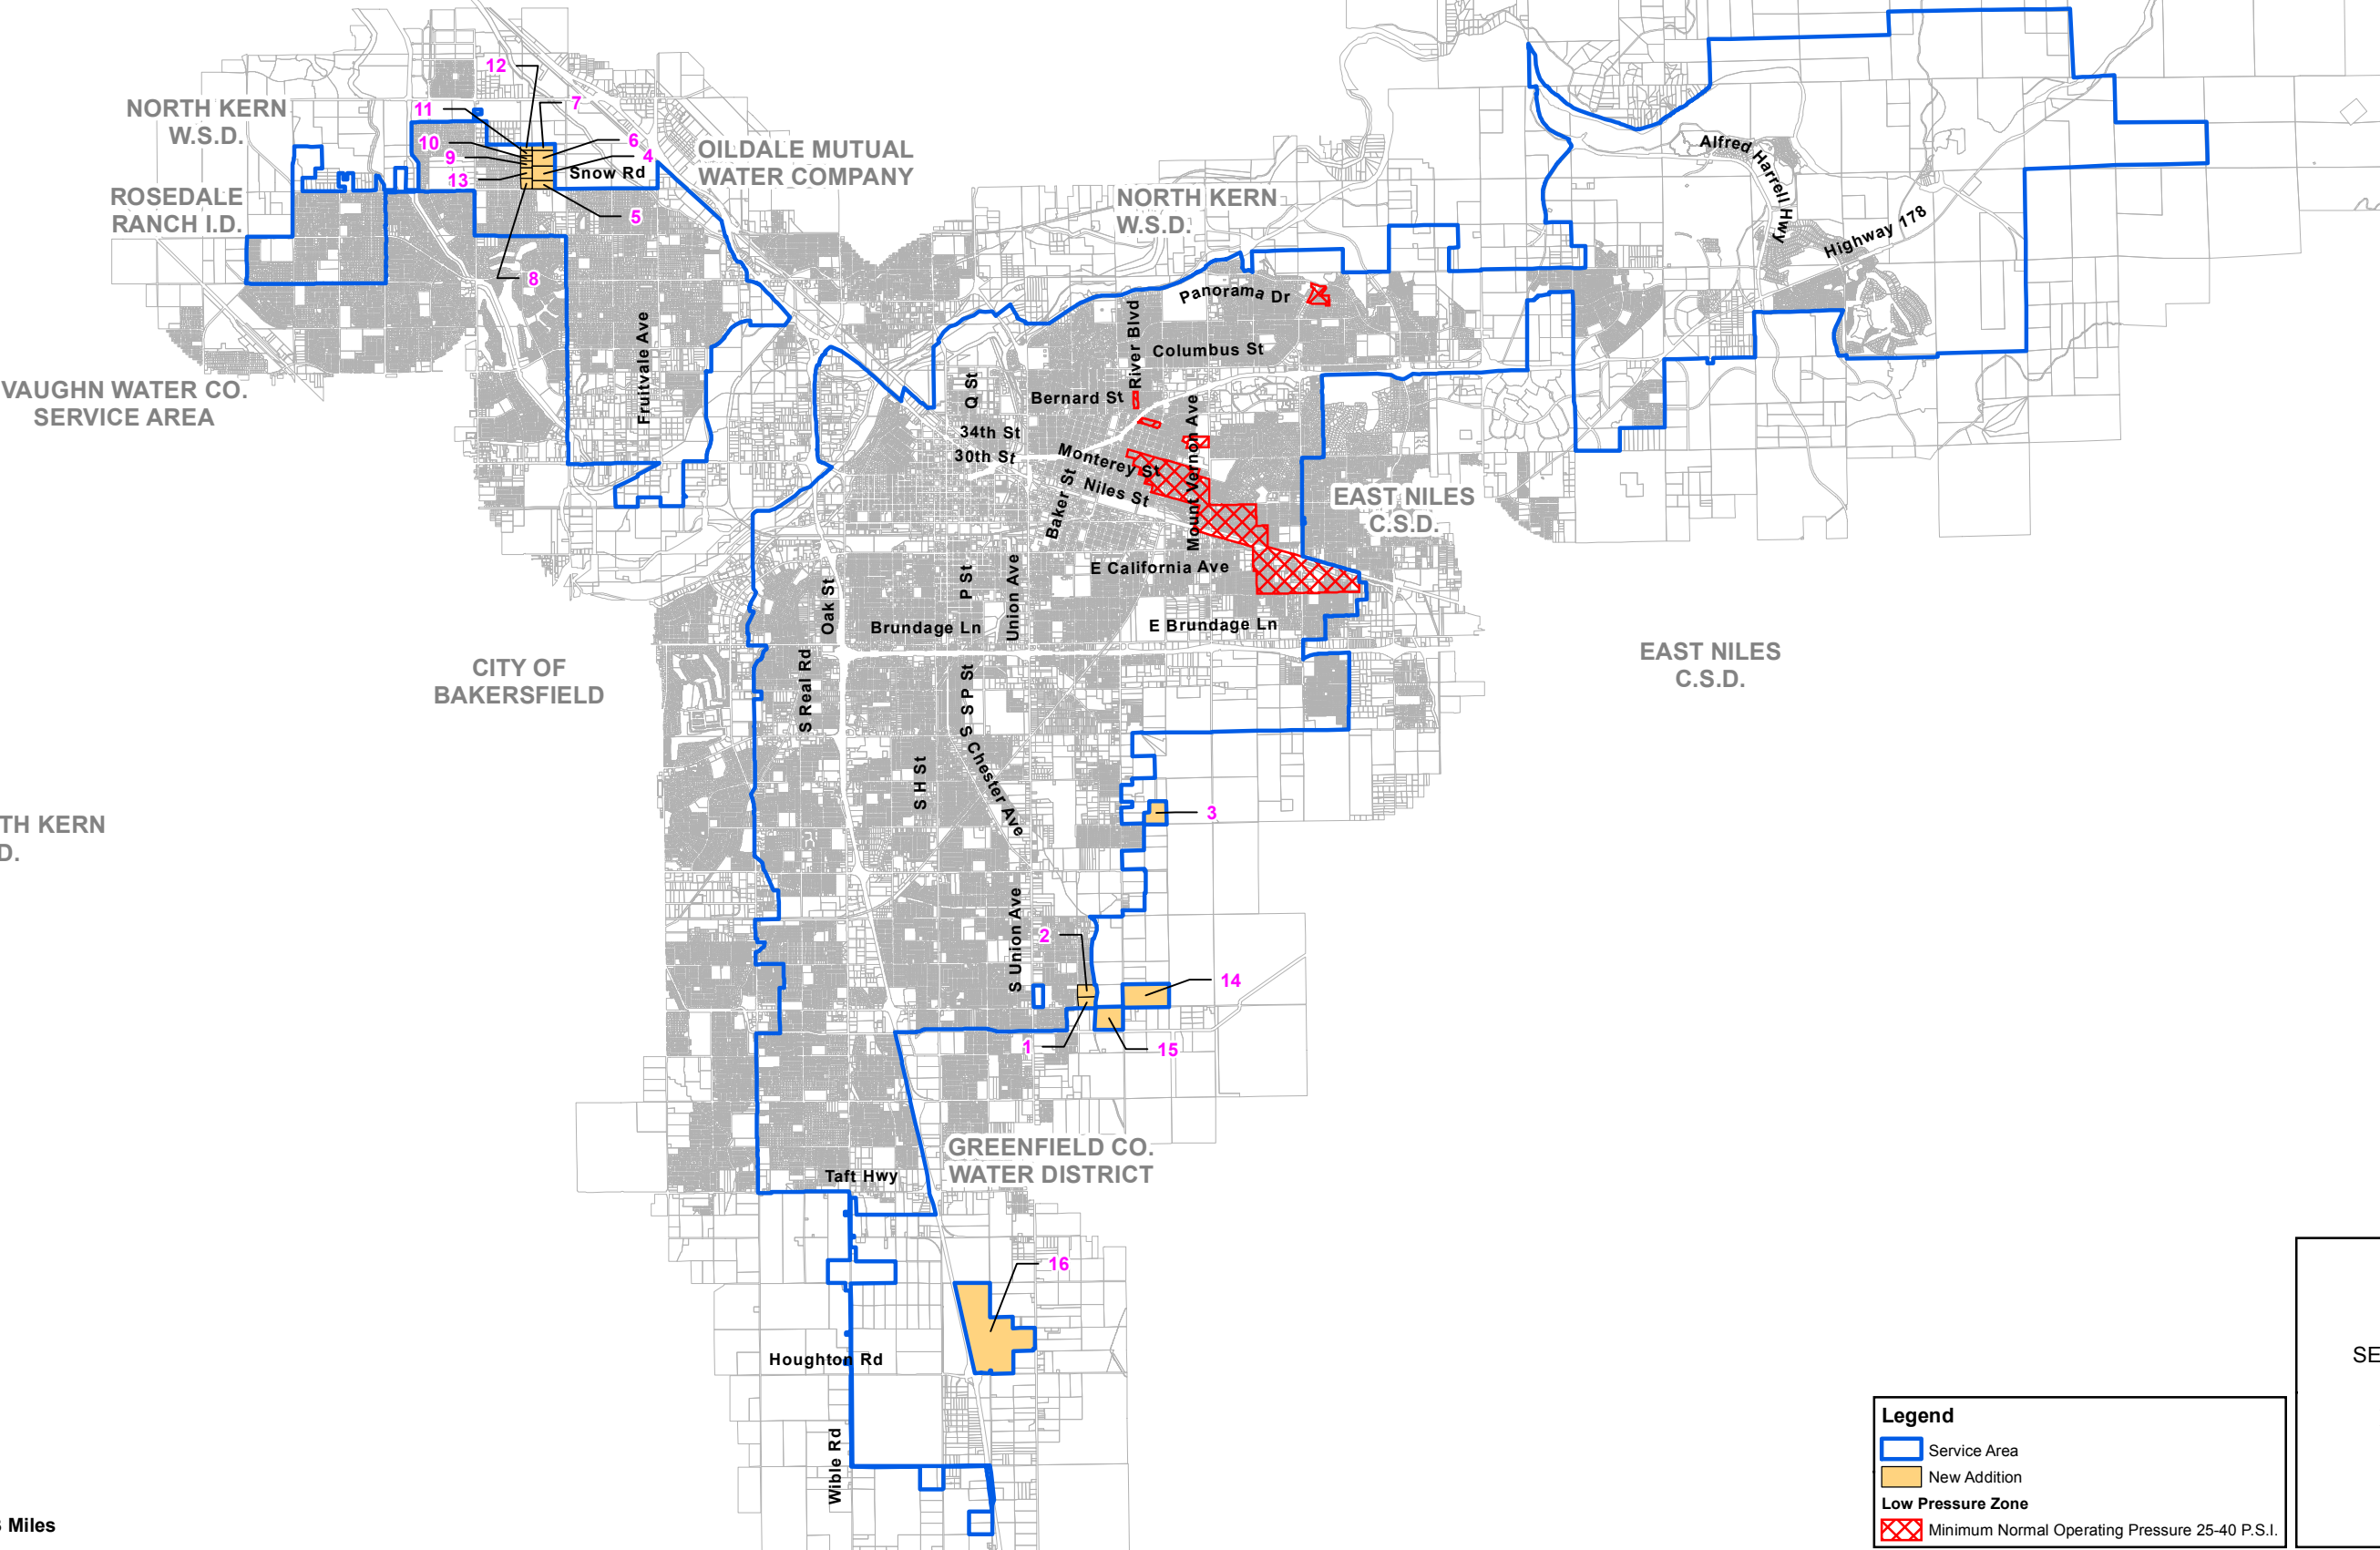 12
7
11
NORTH KERN
W.S.D.
10
6
9
4
OILDALE MUTUAL
WATER COMPANY
Alfred Harrell Hwy
13
Snow Rd
ROSEDALE
RANCH I.D.
5
NORTH KERN
W.S.D.
Highway 178
8
Panorama Dr
River Blvd
Fruitvale Ave
Columbus St
VAUGHN WATER CO.
SERVICE AREA
Q St
Bernard St
34th St
30th St
Monterey St
Mount Vernon Ave
Niles St
Baker St
EAST NILES
C.S.D.
E California Ave
P St
Union Ave
Oak St
Brundage Ln
E Brundage Ln
CITY OF
BAKERSFIELD
EAST NILES
C.S.D.
S Real Rd
S P St
S H St
S Chester Ave
3
TH KERN
D.
S Union Ave
2
14
1
15
GREENFIELD CO.
WATER DISTRICT
Taft Hwy
16
Houghton Rd
Wible Rd
Miles
SE
Legend
Service Area
New Addition
Low Pressure Zone
Minimum Normal Operating Pressure 25-40 P.S.I.